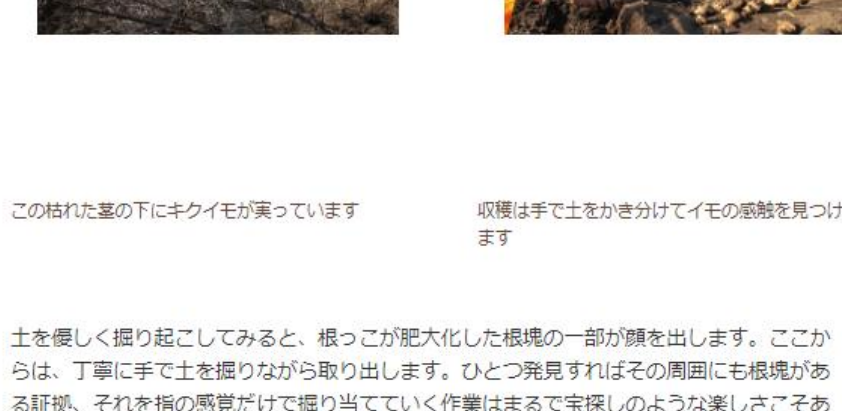 この枯れた茎の下にキクイモが実っています
収穫は手で土をかき分けてイモの感触を見つけ
ます
土を優しく掘り起こしてみると、根っこが肥大化した根塊の一部が顔を出します。ここか
らは、丁寧に手で土を掘りながら取り出します。ひとつ発見すればその周囲にも根塊があ
る証拠、それを指の感覚だけで掘り当てていく作業はまるで宝探しのような楽しさこそあ